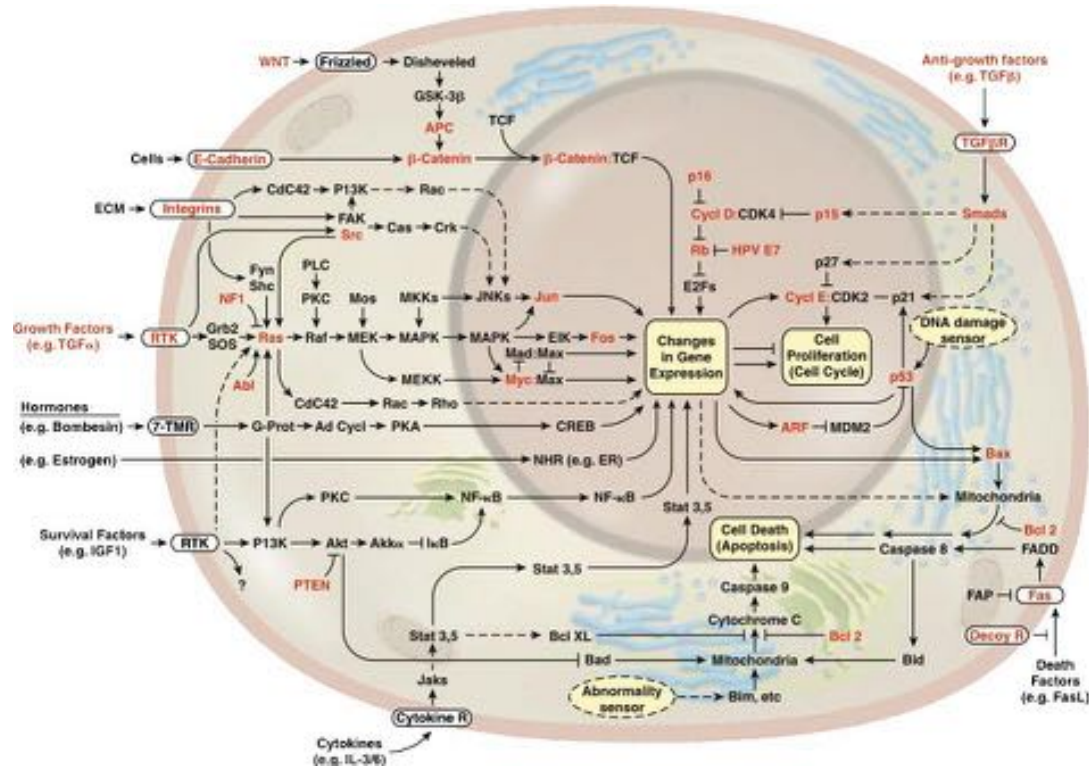 WNT Frizzled Disheveled
GSK-3β
APC
TCF
Cells E-Cadherin β-Catenin β-Catenin:TCF
Anti-growth factors
(e.g. TGFβ)
TGFβR
CdC42 P13K Rac
ECM Integrins
FAK
Src Cas Crk
p16
Cycl D:CDK4 p15 Smads
Rb HPV E7
E2Fs
p27
Cycl E:CDK2 p21
Fyn
Shc
NF1
PLC
PKC Mos MKKs JNKs Jun
Growth Factors
(e.g. TGFα)
RTK Grb2
SOS
Ras Raf MEK MAPK MAPK ElK Fos
Mad:Max
MEKK Myc:Max
Abl
CdC42 Rac Rho
Changes
in Gene
Expression
Cell
Proliferation
(Cell Cycle)
DNA damage
sensor
p53
Hormones
(e.g. Bombesin) 7-TMR G-Prot Ad Cycl PKA CREB
ARF MDM2
(e.g. Estrogen) NHR (e.g. ER)
Bax
PKC NF-κB NF-κB
Mitochondria
Stat 3,5
Survival Factors
(e.g. IGF1)
RTK P13K Akt Akkα IκB
PTEN
?
Cell Death
(Apoptosis)
Bcl 2
Caspase 8 FADD
Stat 3,5
Caspase 9
FAP Fas
Cytochrome C
Stat 3,5 Bcl XL Bcl 2
Decoy R
Bad Mitochondria Bid
Death
Factors
(e.g. FasL)
Jaks
Abnormality
sensor
Bim, etc
Cytokine R
Cytokines
(e.g. IL-3/6)